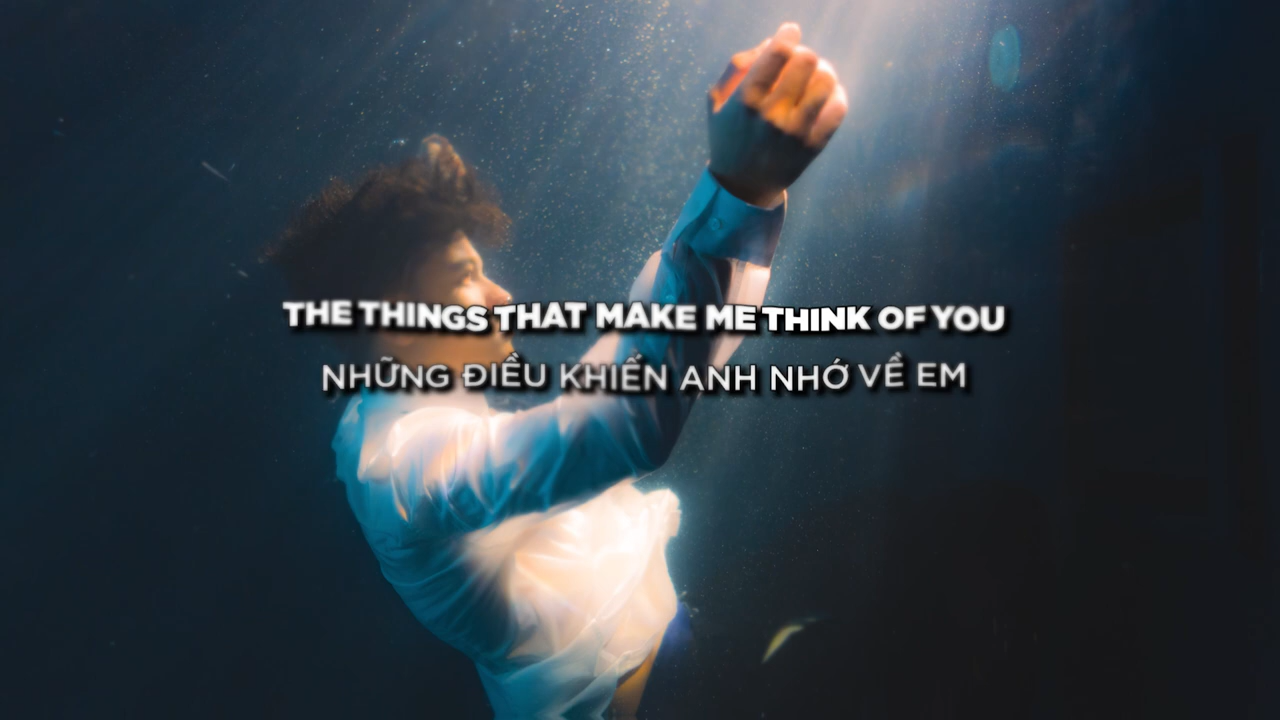 THE THINGS THAT MAKE ME THINK OF YOU
NHỮNG ĐIỀU KHIẾN ANH NHỚ VỀ EM